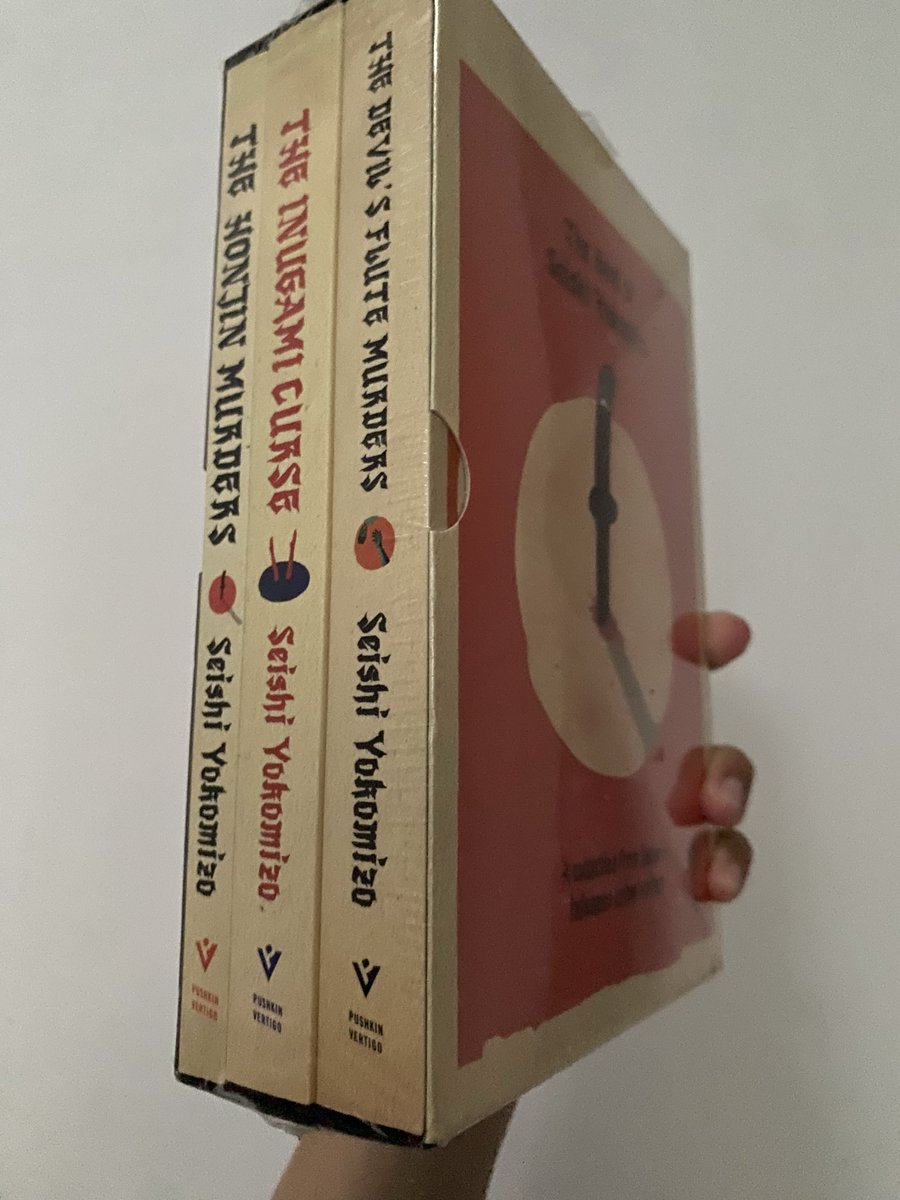 THE HONJIN MURDERS
Seishi Yokomizo
PUSHKIN
VERTIGO
THE INUGAMI CURSE
Seishi Yokomizo
PUSHKIN
VERTIGO
THE DEVIL'S FLUTE MURDERS
Seishi Yokomizo
PUSHKIN
VERTIGO